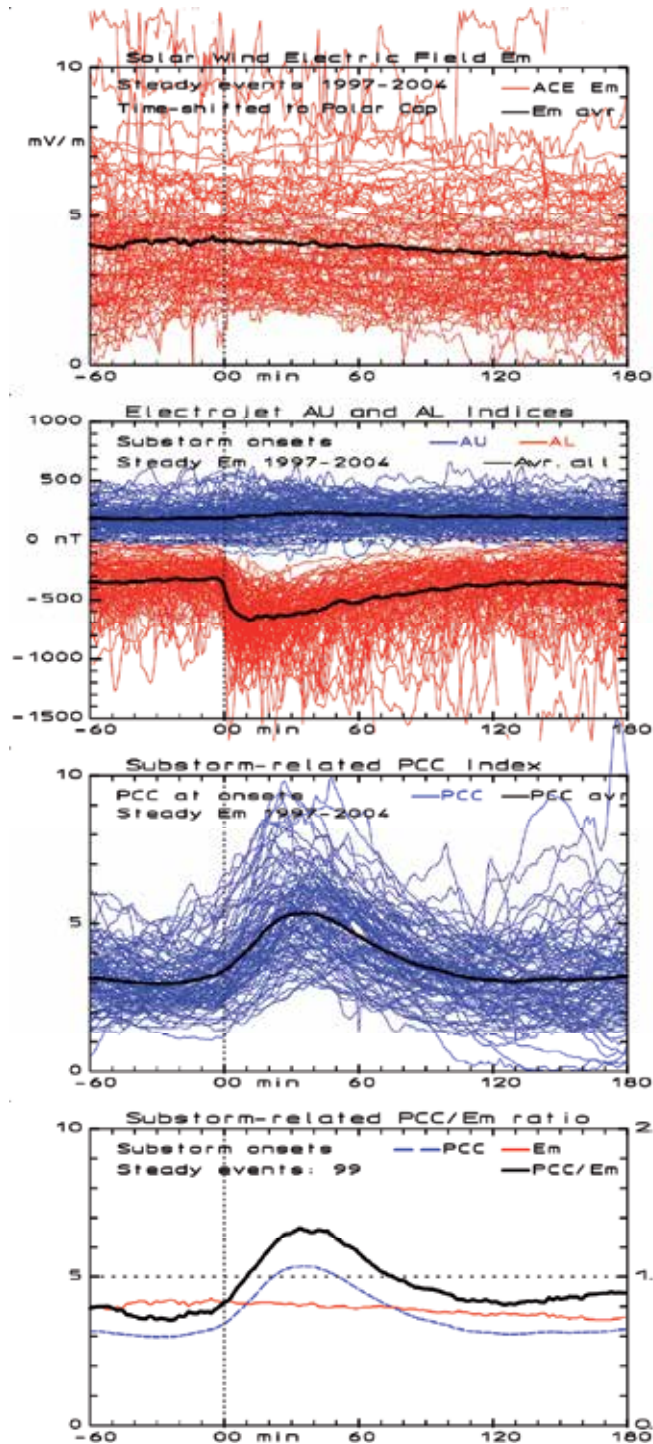 Solar Wind Electric Field Em
10
Steady events 1997-2004 ACE Em
Time-shifted to Polar Cap Em avr
mV/m
5
0
-60 00 min 60 120 180
Electrojet AU and AL Indices
1000
Substorm onsets AU AL
500 Steady Em 1997-2004 Avr. all
0 nT
-500
-1000
-1500
-60 00 min 60 120 180
Substorm-related PCC Index
10
PCC at onsets PCC PCC avr
Steady Em 1997-2004
5
0
-60 00 min 60 120 180
Substorm-related PCC/Em ratio
10 2.
Substorm onsets PCC Em
Steady events: 99 PCC/Em
5 1.
0 0.
-60 00 min 60 120 180